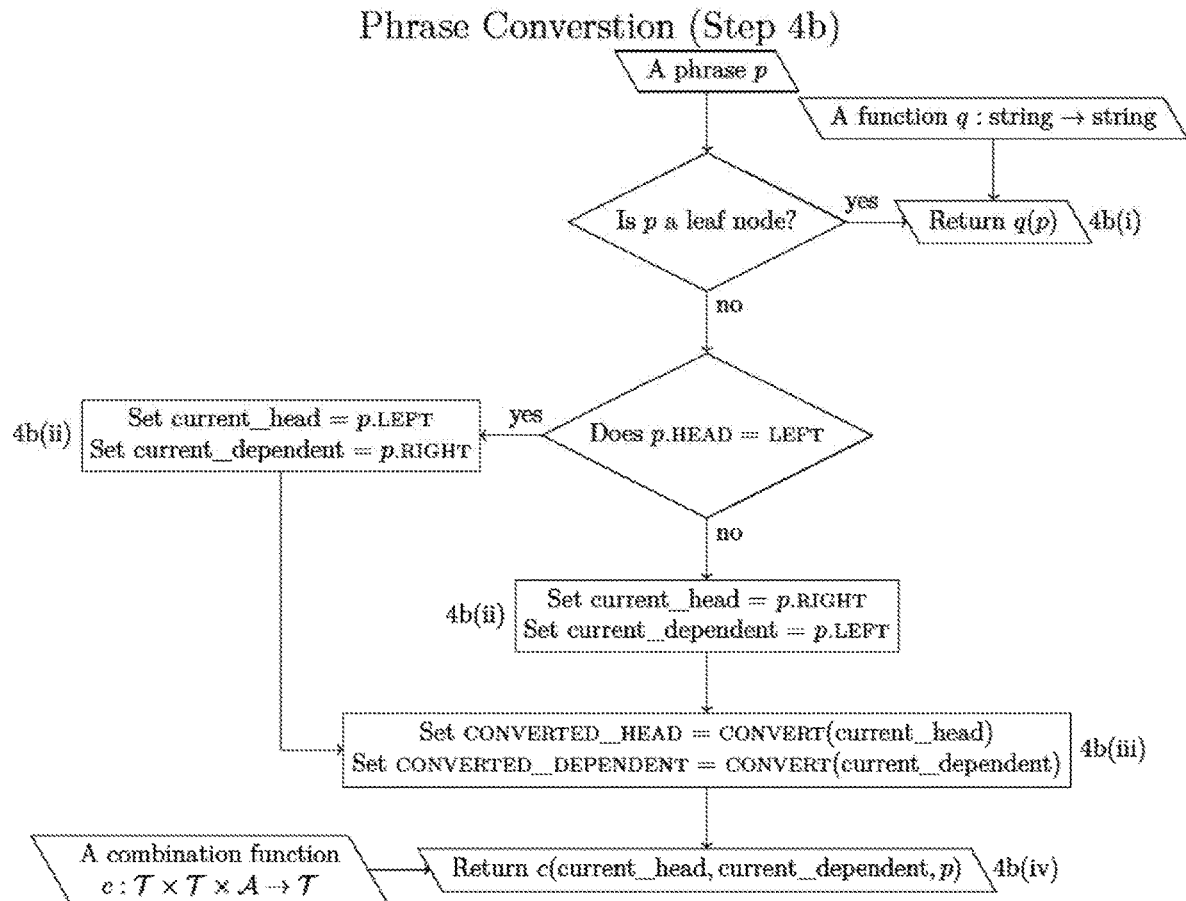 Phrase Converstion (Step 4b)
A phrase p
A function q : string → string
Is p a leaf node?
yes
Return q(p)
4b(i)
no
Does p.HEAD = LEFT
yes
4b(ii)
Set current_head = p.LEFT
Set current_dependent = p.RIGHT
no
4b(ii)
Set current_head = p.RIGHT
Set current_dependent = p.LEFT
Set CONVERTED_HEAD = CONVERT(current_head)
Set CONVERTED_DEPENDENT = CONVERT(current_dependent)
4b(iii)
A combination function
c : 𝒯 × 𝒯 × 𝒜 → 𝒯
Return c(current_head, current_dependent, p)
4b(iv)